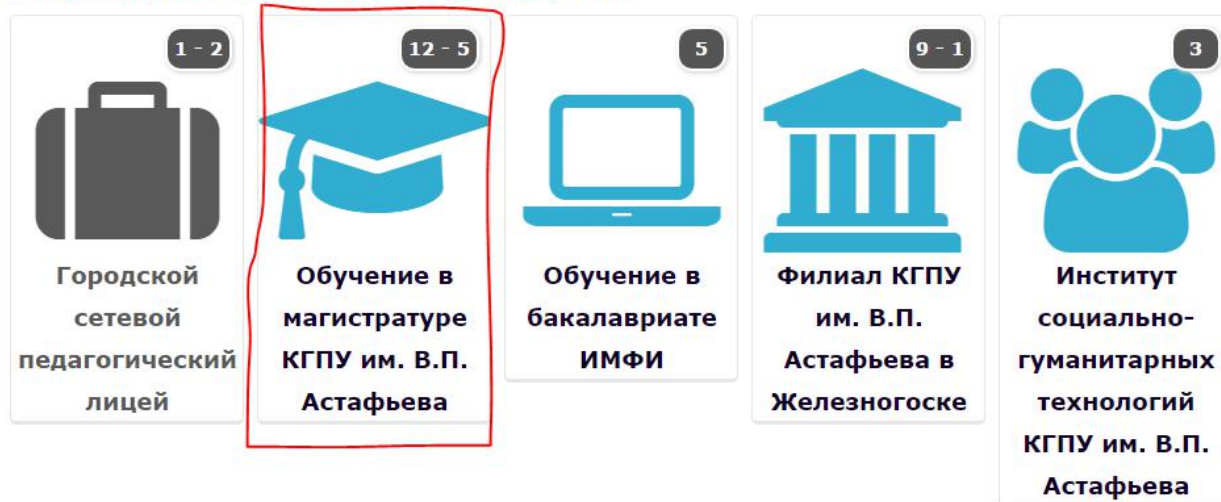 1 - 2
Городской
сетевой
педагогический
лицей
12 - 5
Обучение в
магистратуре
КГПУ им. В.П.
Астафьева
5
Обучение в
бакалавриате
ИМФИ
9 - 1
Филиал КГПУ
им. В.П.
Астафьева в
Железногоске
3
Институт
социально-
гуманитарных
технологий
КГПУ им. В.П.
Астафьева